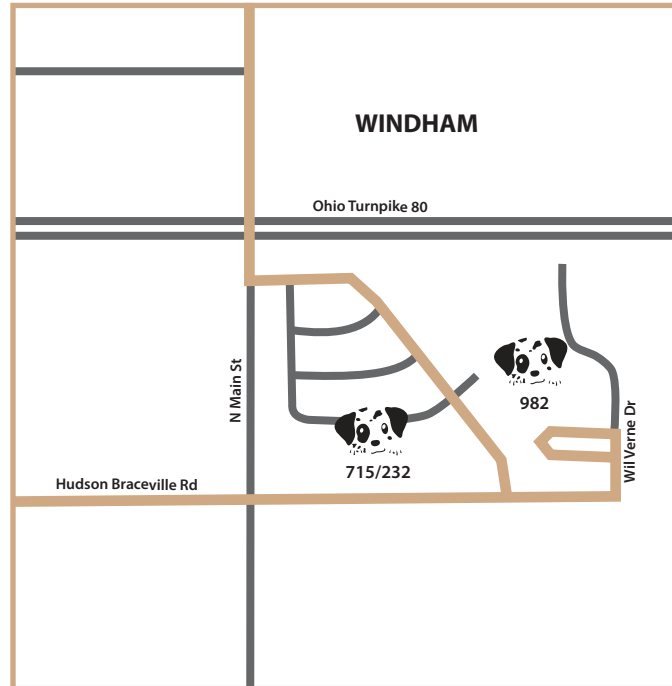 WINDHAM
Ohio Turnpike 80
N Main St
982
Wil Verne Dr
715/232
Hudson Braceville Rd